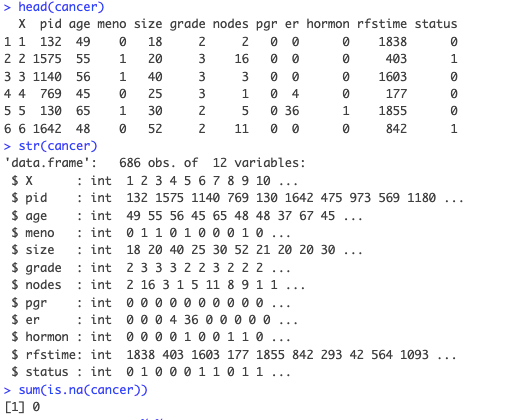 > head(cancer)
X pid age meno size grade nodes pgr er hormon rfstime status
1 1 132 49 0 18 2 2 0 0 0 1838 0
2 2 1575 55 1 20 3 16 0 0 0 403 1
3 3 1140 56 1 40 3 3 0 0 0 1603 0
4 4 769 45 0 25 3 1 0 4 0 177 0
5 5 130 65 1 30 2 5 0 36 1 1855 0
6 6 1642 48 0 52 2 11 0 0 0 842 1
> str(cancer)
'data.frame': 686 obs. of 12 variables:
$ X : int 1 2 3 4 5 6 7 8 9 10 ...
$ pid : int 132 1575 1140 769 130 1642 475 973 569 1180 ...
$ age : int 49 55 56 45 65 48 48 37 67 45 ...
$ meno : int 0 1 1 0 1 0 0 0 1 0 ...
$ size : int 18 20 40 25 30 52 21 20 20 30 ...
$ grade : int 2 3 3 3 2 2 3 2 2 2 ...
$ nodes : int 2 16 3 1 5 11 8 9 1 1 ...
$ pgr : int 0 0 0 0 0 0 0 0 0 0 ...
$ er : int 0 0 0 4 36 0 0 0 0 0 ...
$ hormon : int 0 0 0 0 1 0 0 1 1 0 ...
$ rfstime: int 1838 403 1603 177 1855 842 293 42 564 1093 ...
$ status : int 0 1 0 0 0 1 1 0 1 1 ...
> sum(is.na(cancer))
[1] 0